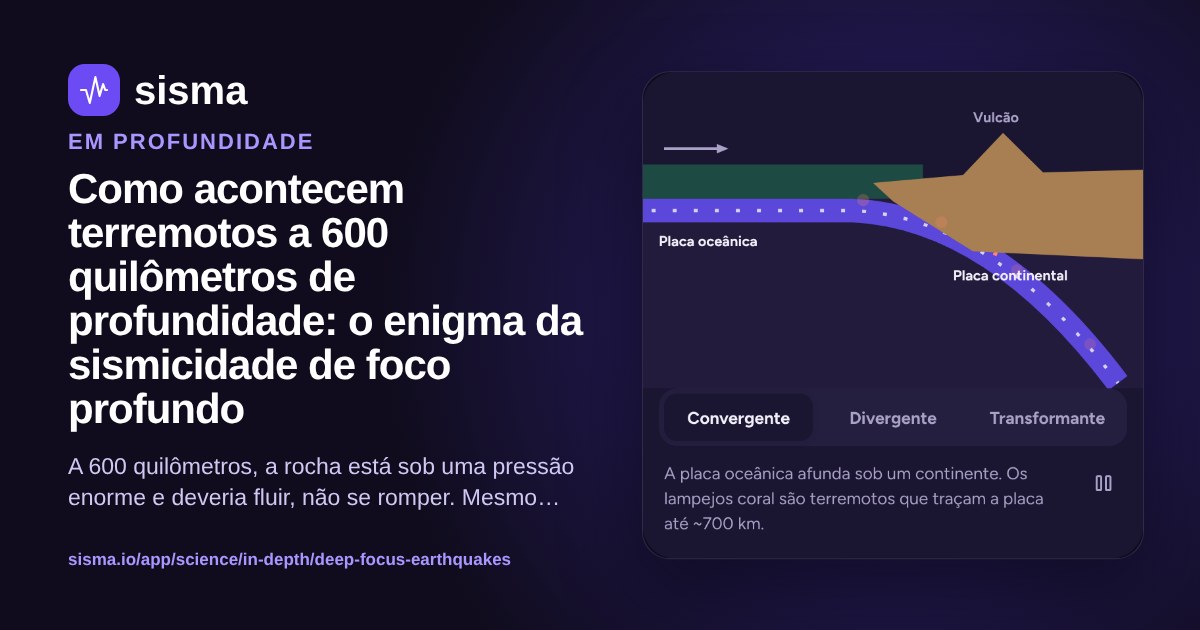 sisma
EM PROFUNDIDADE
Como acontecem
terremotos a 600
quilômetros de
profundidade: o enigma da
sismicidade de foco
profundo
A 600 quilômetros, a rocha está sob uma pressão
enorme e deveria fluir, não se romper. Mesmo…
sisma.io/app/science/in-depth/deep-focus-earthquakes
Vulcão
Placa oceânica
Placa continental
Convergente
Divergente
Transformante
A placa oceânica afunda sob um continente. Os
lampejos coral são terremotos que traçam a placa
até ~700 km.